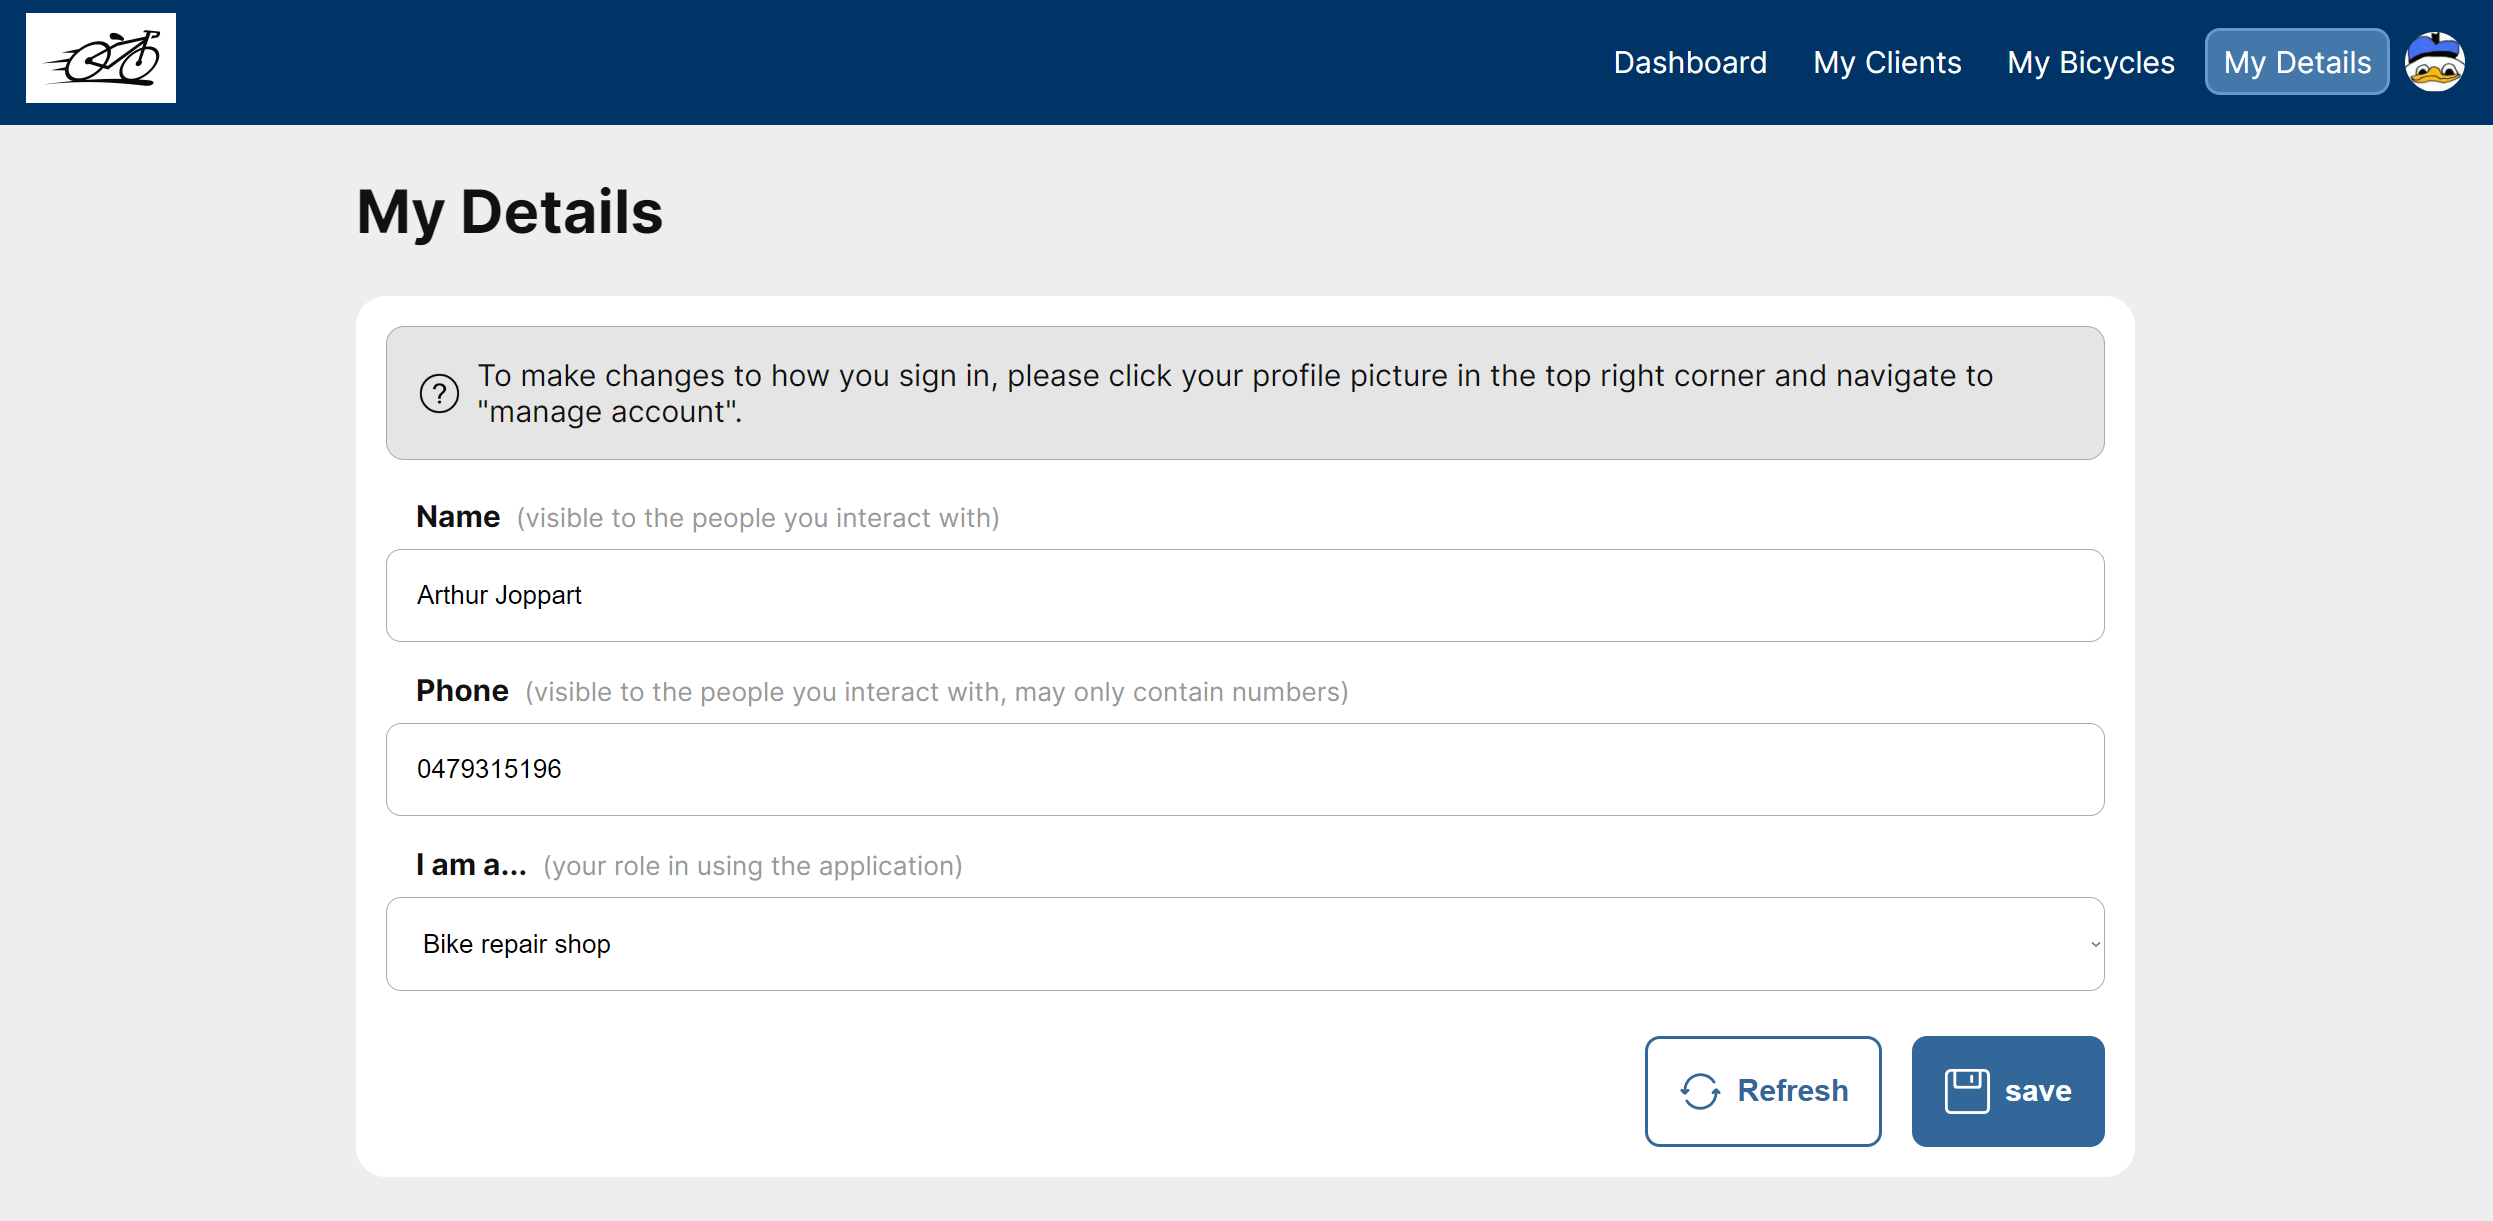 Dashboard My Clients My Bicycles My Details
My Details
To make changes to how you sign in, please click your profile picture in the top right corner and navigate to
"manage account".
Name (visible to the people you interact with)
Arthur Joppart
Phone (visible to the people you interact with, may only contain numbers)
0479315196
I am a... (your role in using the application)
Bike repair shop
Refresh save